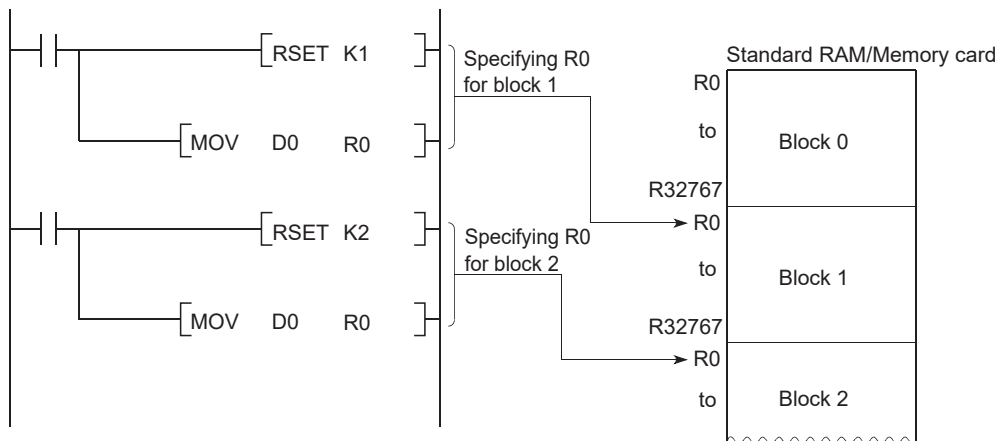 RSET K1
MOV D0 R0
Specifying R0
for block 1
RSET K2
MOV D0 R0
Specifying R0
for block 2
Standard RAM/Memory card
R0
to
R32767
Block 0
R0
to
R32767
Block 1
R0
to
Block 2